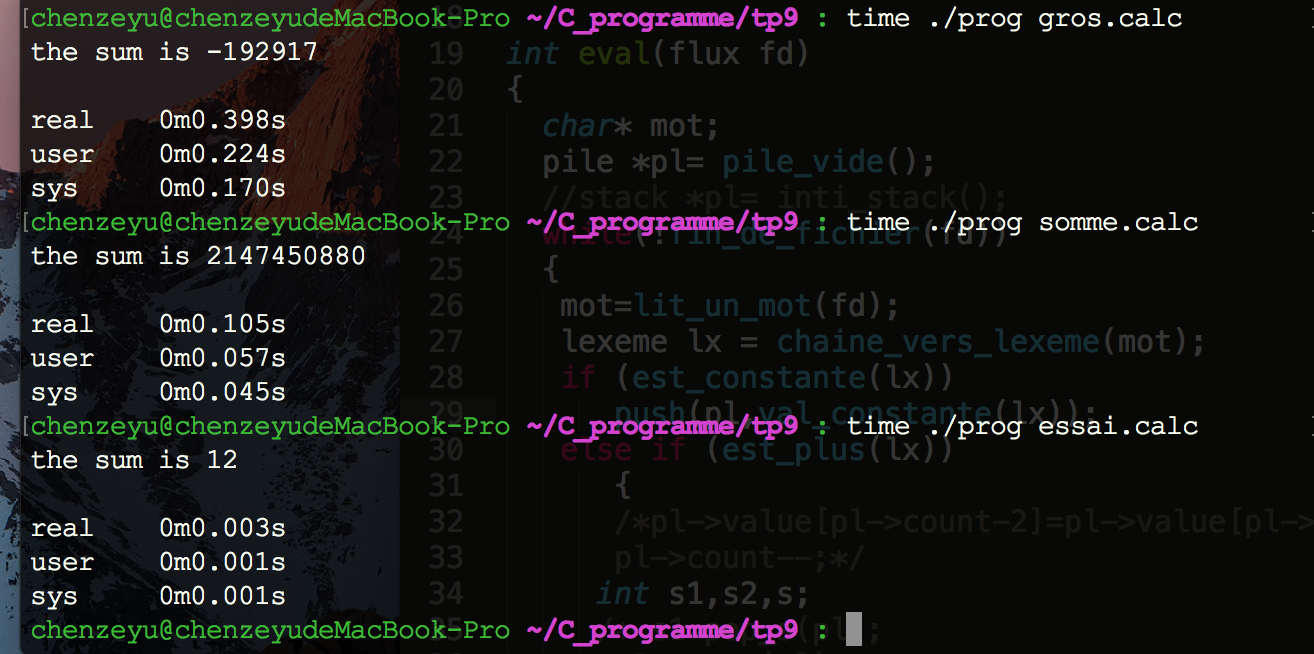 [chenzeyu@chenzeyudeMacBook-Pro ~/C_programme/tp9 : time ./prog gros.calc
the sum is -192917
19 int eval(flux fd)
20 {
21 char* mot;
real 0m0.398s
user 0m0.224s
22 pile *pl= pile_vide();
sys 0m0.170s
23 //stack *pl= inti_stack();
[chenzeyu@chenzeyudeMacBook-Pro ~/C_programme/tp9 : time ./prog somme.calc
24 while(!fin_de_fichier(fd))
the sum is 2147450880
25 {
26 mot=lit_un_mot(fd);
real 0m0.105s
27 lexeme lx = chaine_vers_lexeme(mot);
user 0m0.057s
28 if (est_constante(lx))
sys 0m0.045s
29 push(pl,val_constante(lx));
[chenzeyu@chenzeyudeMacBook-Pro ~/C_programme/tp9 : time ./prog essai.calc
30 else if (est_plus(lx))
the sum is 12
31 {
32 /*pl->value[pl->count-2]=pl->value[pl->
real 0m0.003s
33 pl->count--;*/
user 0m0.001s
34 int s1,s2,s;
sys 0m0.001s
chenzeyu@chenzeyudeMacBook-Pro ~/C_programme/tp9 :